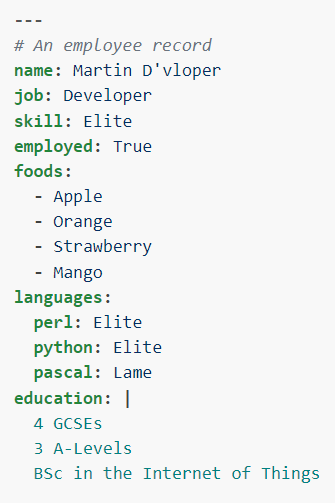 ---
# An employee record
name: Martin D'vloper
job: Developer
skill: Elite
employed: True
foods:
  - Apple
  - Orange
  - Strawberry
  - Mango
languages:
  perl: Elite
  python: Elite
  pascal: Lame
education: |
  4 GCSEs
  3 A-Levels
  BSc in the Internet of Things